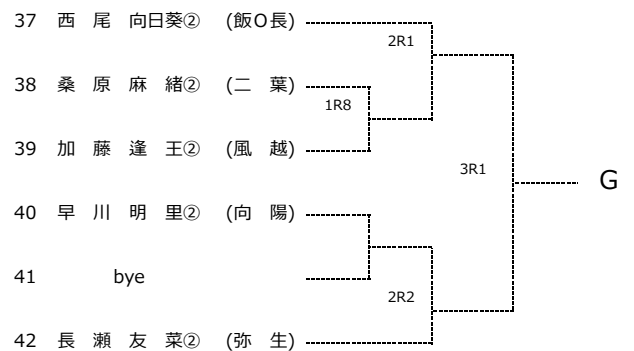 37 西 尾 向日葵② (飯O長)
2R1
38 桑 原 麻 緒② (二 葉)
1R8
39 加 藤 逢 王② (風 越)
3R1
G
40 早 川 明 里② (向 陽)
41 bye
2R2
42 長 瀬 友 菜② (弥 生)